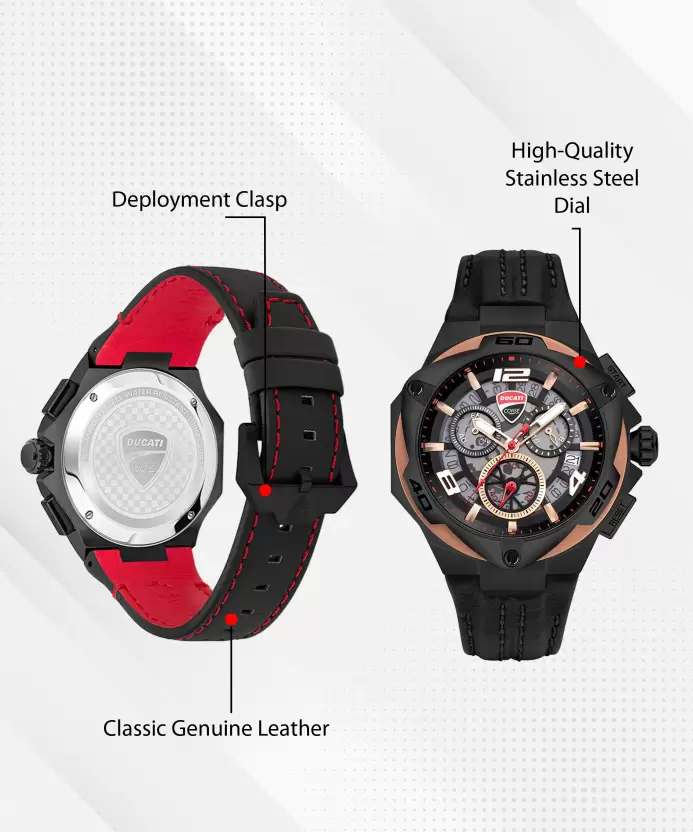 High-Quality
Stainless Steel
Dial
Deployment Clasp
60
START
12
DUCATI
CORSE
DUCATI
4
40
20
RESET
Classic Genuine Leather